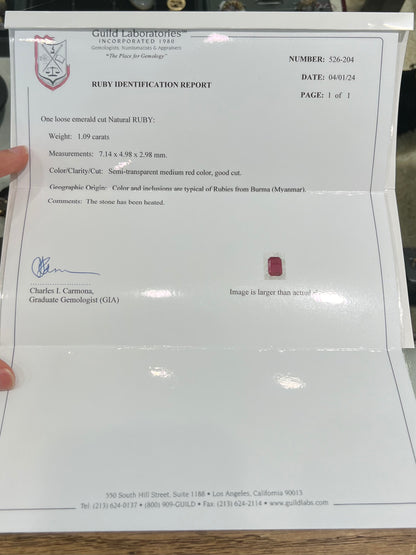 Guild Laboratories℠
INCORPORATED 1980
Gemologists, Numismatists & Appraisers
"The Place for Gemology"
NUMBER: 526-204
DATE: 04/01/24
RUBY IDENTIFICATION REPORT
PAGE: 1 of 1
One loose emerald cut Natural RUBY:
Weight: 1.09 carats
Measurements: 7.14 x 4.98 x 2.98 mm.
Color/Clarity/Cut: Semi-transparent medium red color, good cut.
Geographic Origin: Color and inclusions are typical of Rubies from Burma (Myanmar).
Comments: The stone has been heated.
Charles I. Carmona,
Graduate Gemologist (GIA)
Image is larger than actual
550 South Hill Street, Suite 1188 • Los Angeles, California 90013
Tel: (213) 624-0137 • (800) 909-GUILD • Fax: (213) 624-2114 • www.guildlabs.com